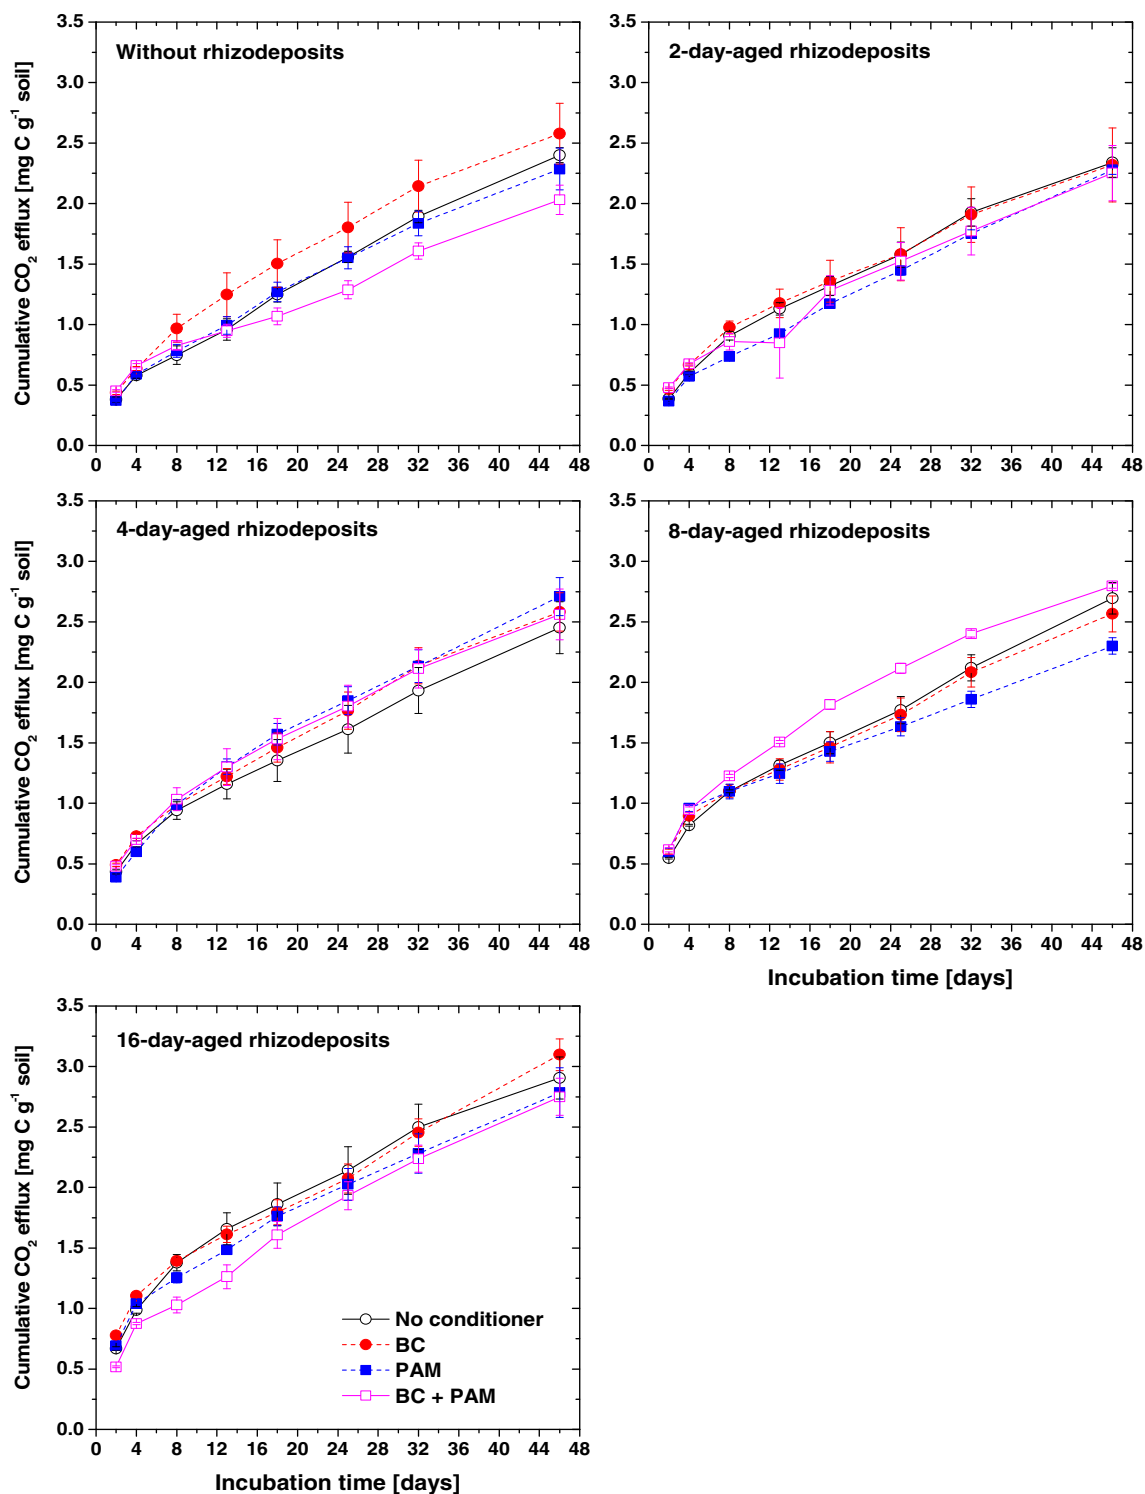 Cumulative CO₂ efflux [mg C g⁻¹ soil]
Without rhizodeposits
3.5
3.0
2.5
2.0
1.5
1.0
0.5
0.0
0 4 8 12 16 20 24 28 32 36 40 44 48
2-day-aged rhizodeposits
3.5
3.0
2.5
2.0
1.5
1.0
0.5
0.0
0 4 8 12 16 20 24 28 32 36 40 44 48
Cumulative CO₂ efflux [mg C g⁻¹ soil]
4-day-aged rhizodeposits
3.5
3.0
2.5
2.0
1.5
1.0
0.5
0.0
0 4 8 12 16 20 24 28 32 36 40 44 48
8-day-aged rhizodeposits
3.5
3.0
2.5
2.0
1.5
1.0
0.5
0.0
0 4 8 12 16 20 24 28 32 36 40 44 48
Incubation time [days]
Cumulative CO₂ efflux [mg C g⁻¹ soil]
16-day-aged rhizodeposits
3.5
3.0
2.5
2.0
1.5
1.0
0.5
0.0
No conditioner
BC
PAM
BC + PAM
0 4 8 12 16 20 24 28 32 36 40 44 48
Incubation time [days]